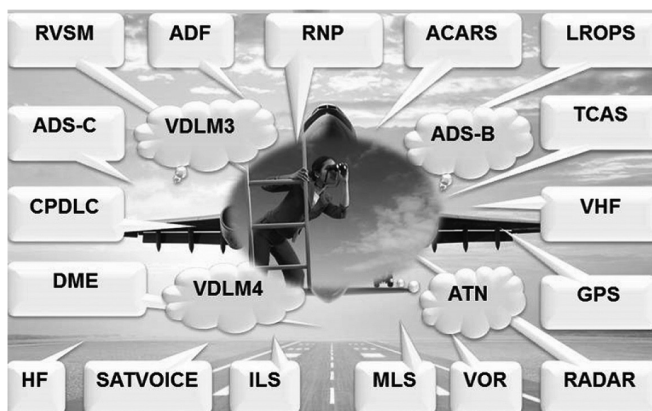 RVSM
ADF
RNP
ACARS
LROPS
ADS-C
VDLM3
ADS-B
TCAS
CPDLC
VHF
DME
VDLM4
ATN
GPS
HF
SATVOICE
ILS
MLS
VOR
RADAR